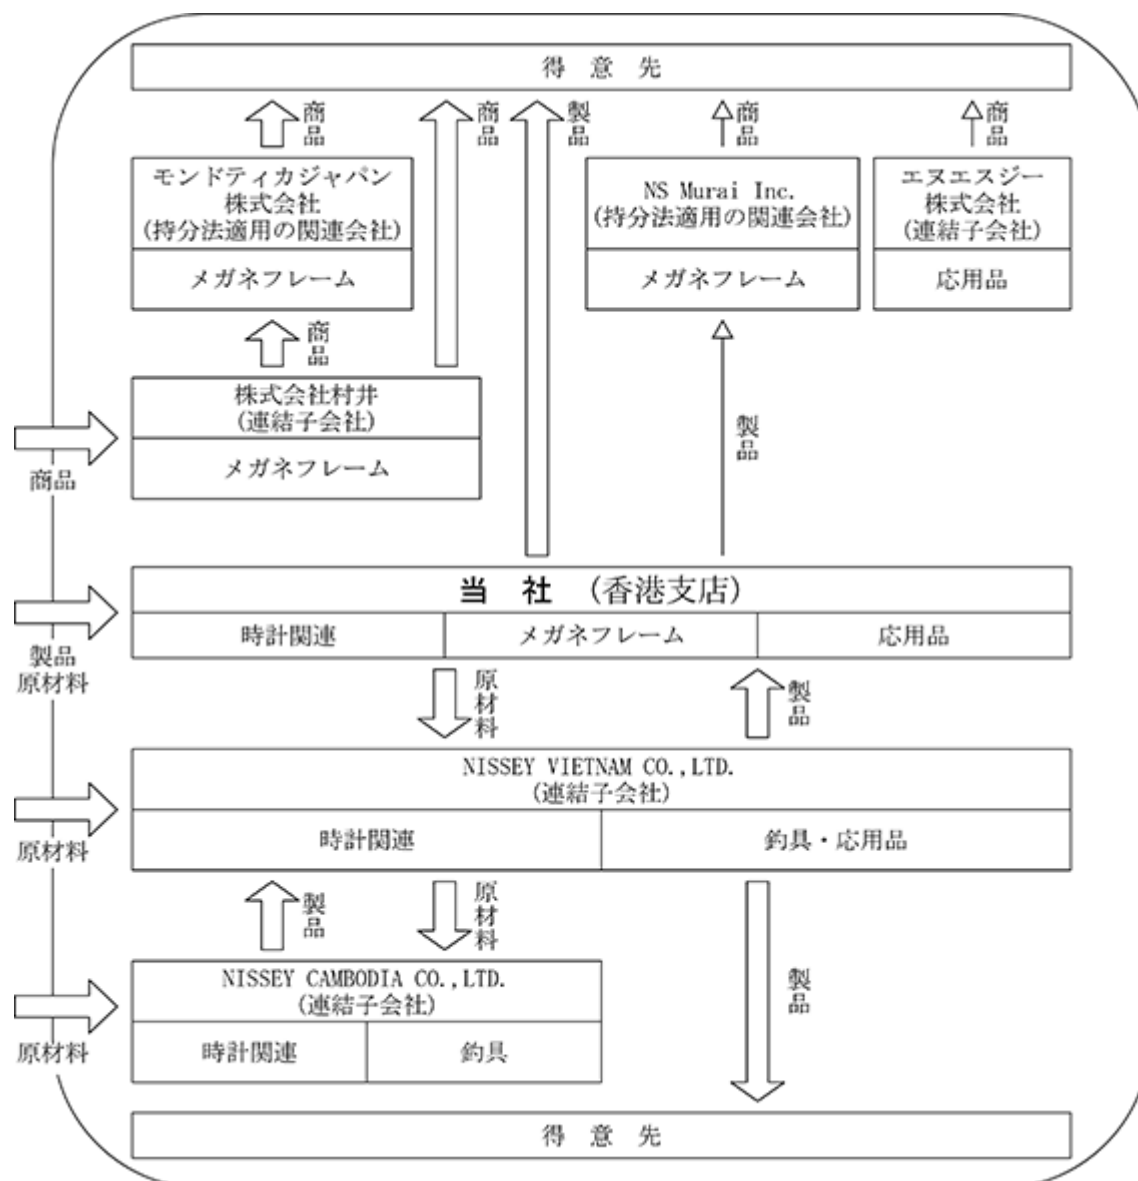 得 意 先
商品
商品
製品
商品
商品
モンドティカジャパン
株式会社
(持分法適用の関連会社)
メガネフレーム
NS Murai Inc.
(持分法適用の関連会社)
メガネフレーム
エヌエスジー
株式会社
(連結子会社)
応用品
商品
株式会社村井
(連結子会社)
メガネフレーム
商品
製品
当 社 (香港支店)
時計関連
メガネフレーム
応用品
製品
原材料
原材料
製品
NISSEY VIETNAM CO.,LTD.
(連結子会社)
時計関連
釣具・応用品
原材料
製品
原材料
製品
NISSEY CAMBODIA CO.,LTD.
(連結子会社)
時計関連
釣具
原材料
得 意 先